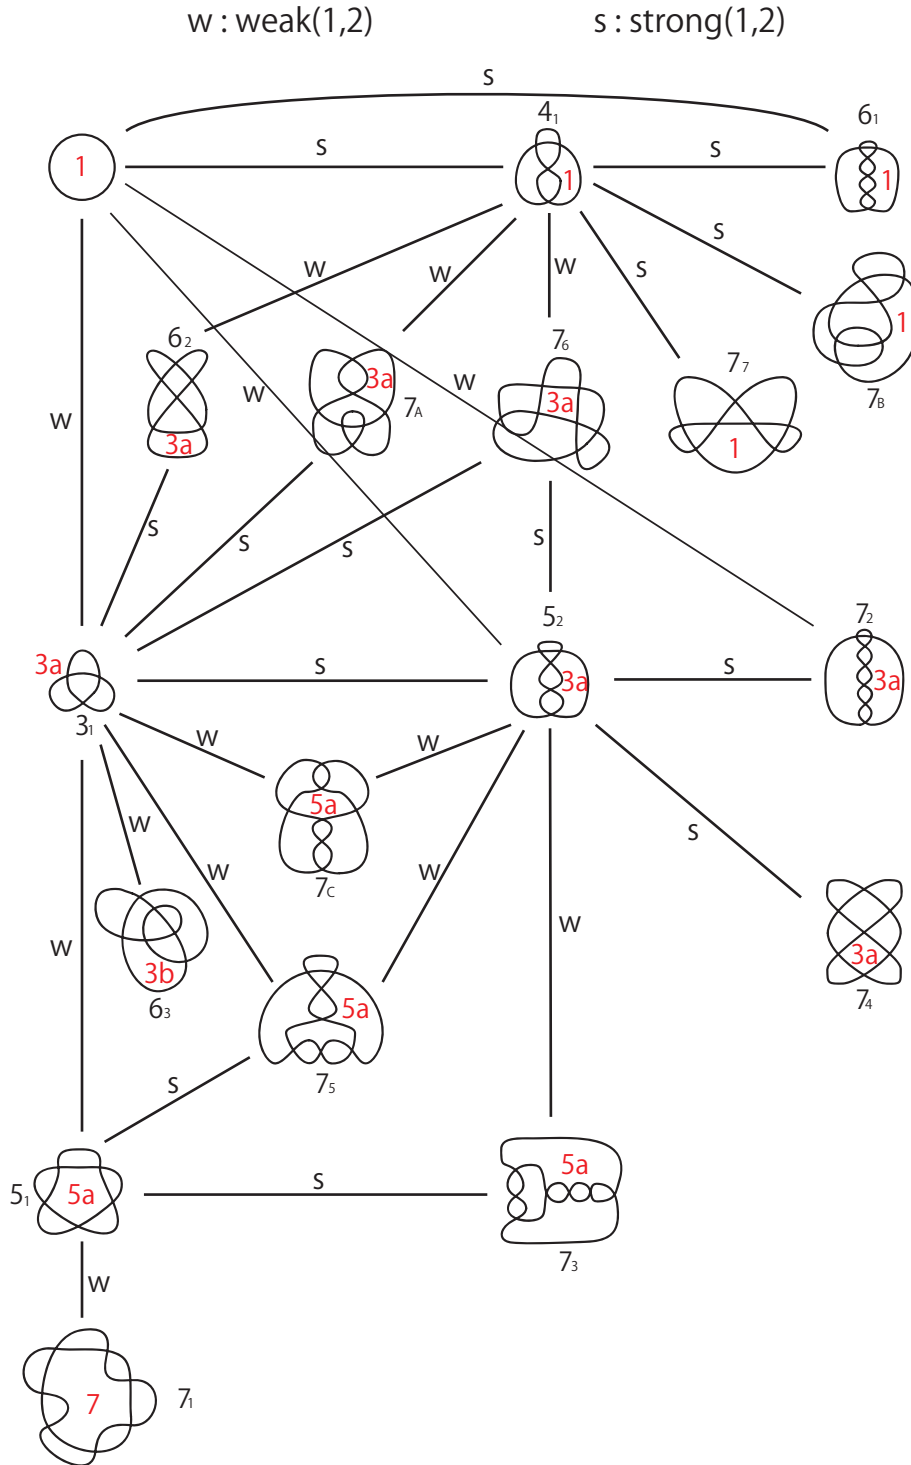 w : weak(1,2) s : strong(1,2)
s
4₁ 6₁
1 s s 1
1
w w w s s
6₂ 7₆ 7₇ 1
3a 7_A 7_B
w w w 3a
3a 1
s s s s
5₂ 7₂
3a s 3a s 3a
3₁
w w
5a
w w w s
7_C
w w 3a
3b 5a
6₃ 7₄
s 7₅
5a
5₁ 5a s
7₃
w
7 7₁